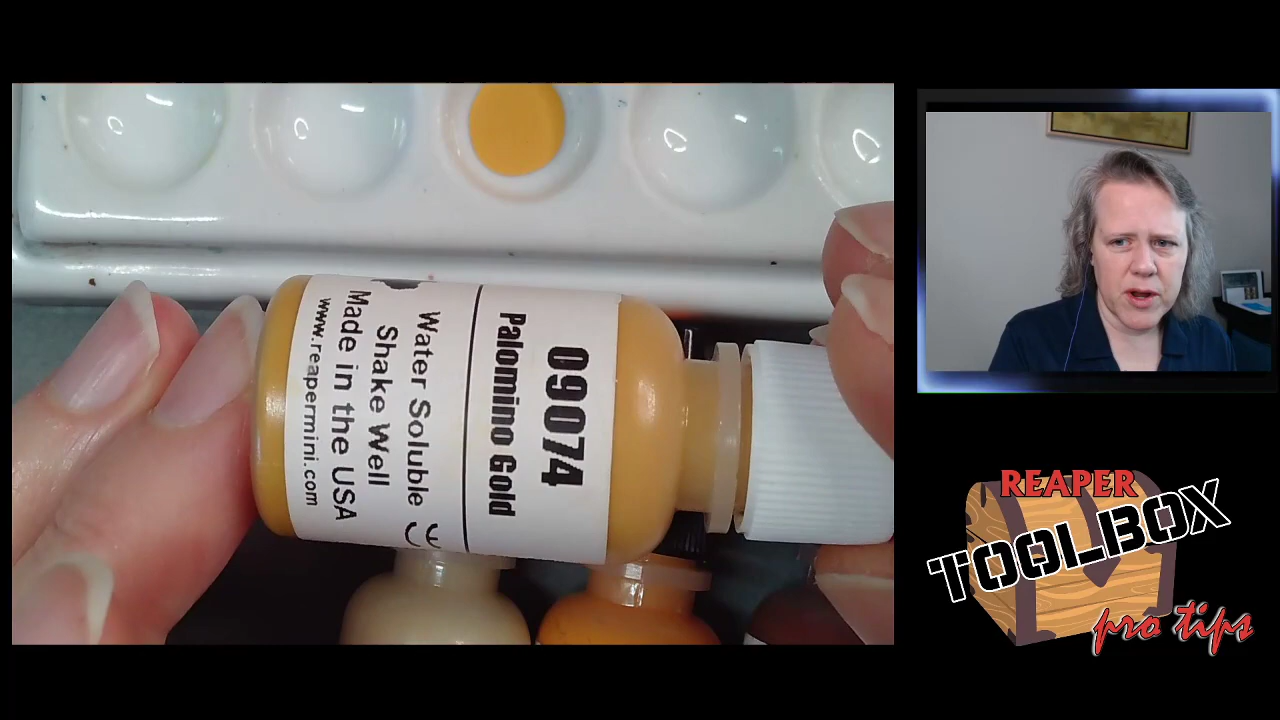 09074
Palomino Gold
Water Soluble
Shake Well
Made in the USA
www.reapermini.com
REAPER
TOOLBOX
pro tips